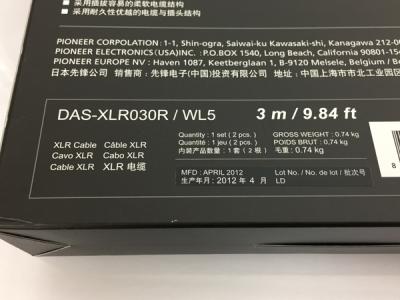 ■ 插拔容易的柔软电缆结构
■ 采用耐久性优越的电缆与插头结构
PIONEER CORPOLATION : 1-1, Shin-ogra, Saiwai-ku Kawasaki-shi, Kanagawa 212-00
PIONEER ELECTRONICS (USA)INC. : P.O.BOX 1540, Long Beach, California 908
PIONEER EUROPE NV : Haven 1087, Keetberglaan 1, B-9120 Melsele, Belgium / Be
日本先锋公司 销售商 : 先锋电子(中国)投资有限公司 地址 : 中国上海市市北工业园区
DAS-XLR030R / WL5 3 m / 9.84 ft
Quantity : 1 set ( 2 pcs.) GROSS WEIGHT : 0.74 kg
Quantité : 1 jeu ( 2 pcs.) POIDS BRUT : 0.74 kg
内装产品数量 : 1 套 ( 2 根 ) 毛重 : 0.74 kg
XLR Cable Câble XLR
Cavo XLR Cabo XLR
Cable XLR XLR 电缆
MFD : APRIL 2012 Lot No. / No. de lot / 批次号
生产年月 : 2012 年 4 月 LD